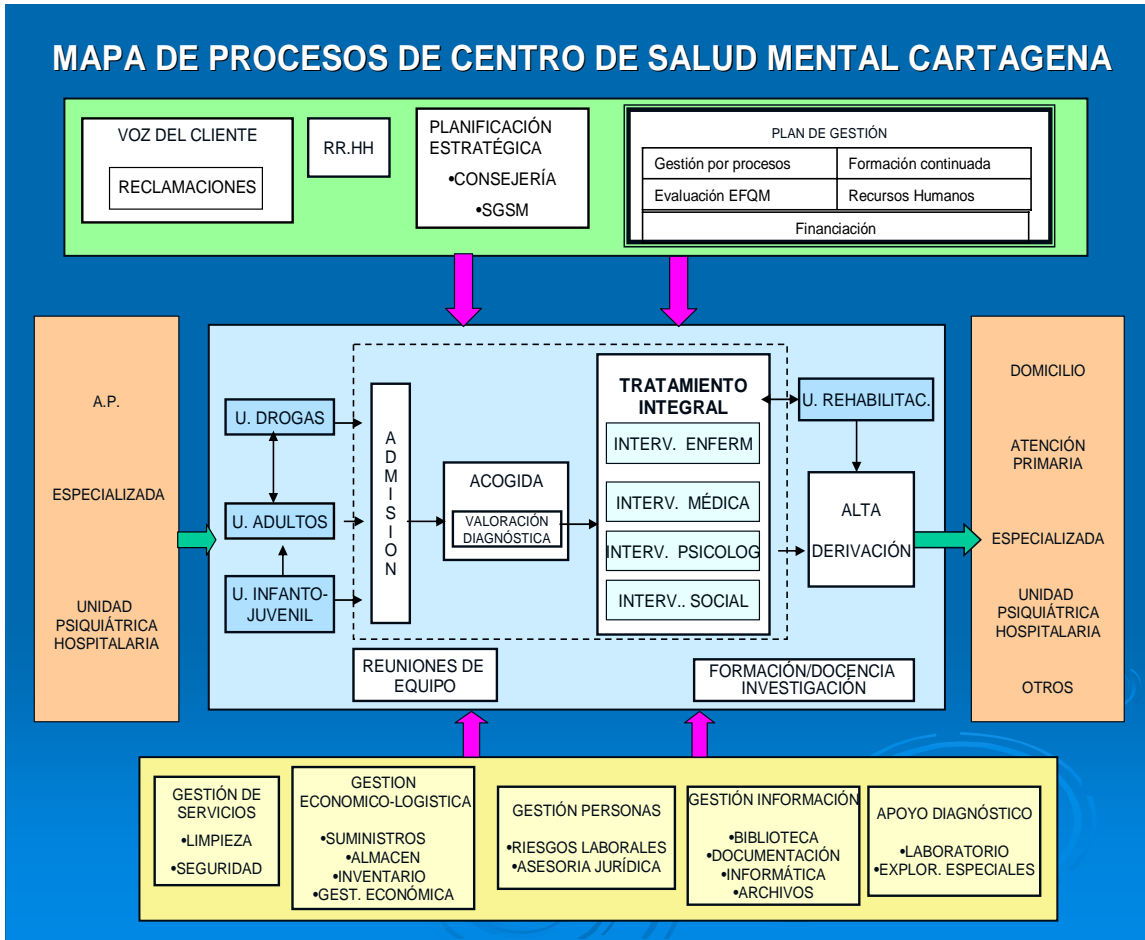 MAPA DE PROCESOS DE CENTRO DE SALUD MENTAL CARTAGENA
VOZ DEL CLIENTE
RECLAMACIONES
RR.HH
PLANIFICACIÓN
ESTRATÉGICA
•CONSEJERÍA
•SGSM
PLAN DE GESTIÓN
Gestión por procesos
Formación continuada
Evaluación EFQM
Recursos Humanos
Financiación
A.P.
ESPECIALIZADA
UNIDAD
PSIQUIÁTRICA
HOSPITALARIA
U. DROGAS
U. ADULTOS
U. INFANTO-
JUVENIL
A
D
M
I
S
I
O
N
ACOGIDA
VALORACIÓN
DIAGNÓSTICA
TRATAMIENTO
INTEGRAL
INTERV. ENFERM
INTERV. MÉDICA
INTERV. PSICOLOG
INTERV.. SOCIAL
U. REHABILITAC.
ALTA
DERIVACIÓN
REUNIONES DE
EQUIPO
FORMACIÓN/DOCENCIA
INVESTIGACIÓN
DOMICILIO
ATENCIÓN
PRIMARIA
ESPECIALIZADA
UNIDAD
PSIQUIÁTRICA
HOSPITALARIA
OTROS
GESTIÓN DE
SERVICIOS
•LIMPIEZA
•SEGURIDAD
GESTION
ECONOMICO-LOGISTICA
•SUMINISTROS
•ALMACEN
•INVENTARIO
•GEST. ECONÓMICA
GESTIÓN PERSONAS
•RIESGOS LABORALES
•ASESORIA JURÍDICA
GESTIÓN INFORMACIÓN
•BIBLIOTECA
•DOCUMENTACIÓN
•INFORMÁTICA
•ARCHIVOS
APOYO DIAGNÓSTICO
•LABORATORIO
•EXPLOR. ESPECIALES